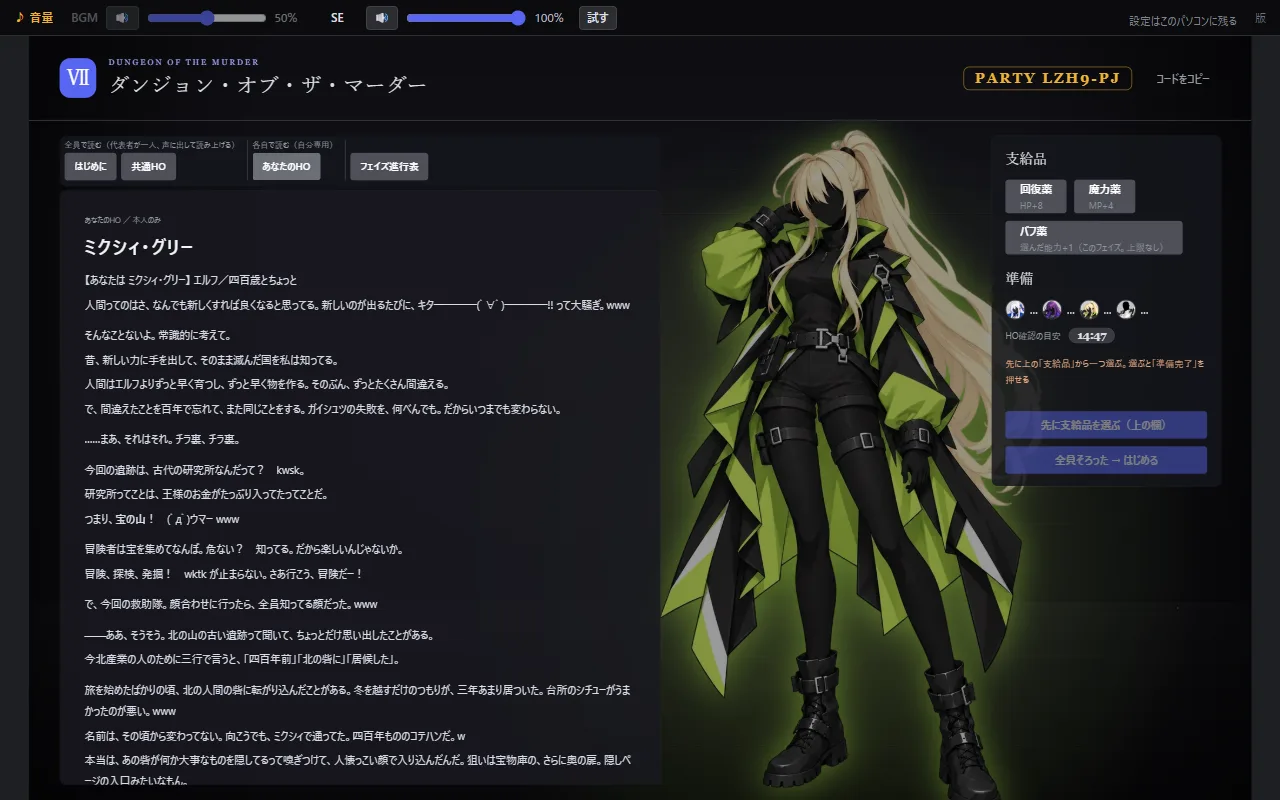 ♪ 音量 BGM 50% SE 100% 試す 設定はこのパソコンに残る 版
Ⅶ
DUNGEON OF THE MURDER
ダンジョン・オブ・ザ・マーダー
PARTY LZH9-PJ コードをコピー
全員で読む（代表者が一人、声に出して読み上げる） 各自で読む（自分専用）
はじめに 共通HO あなたのHO フェイズ進行表
あなたのHO ／ 本人のみ
ミクシィ・グリー
【あなたは ミクシィ・グリー】 エルフ／四百歳とちょっと
人間ってのはさ、なんでも新しくすれば良くなると思ってる。新しいのが出るたびに、キタ━━━━(ﾟ∀ﾟ)━━━━!! って大騒ぎ。www
そんなことないよ。常識的に考えて。
昔、新しい力に手を出して、そのまま滅んだ国を私は知ってる。
人間はエルフよりずっと早く育つし、ずっと早く物を作る。そのぶん、ずっとたくさん間違える。
で、間違えたことを百年で忘れて、また同じことをする。ガイシュツの失敗を、何べんでも。だからいつまでも変わらない。
……まあ、それはそれ。チラ裏、チラ裏。
今回の追跡は、古代の研究所なんだって？　kwsk。
研究所ってことは、王様のお金がたっぷり入ってたってことだ。
つまり、宝の山！　(ﾟдﾟ)ウマー www
冒険者は宝を集めてなんぼ。危ない？　知ってる。だから楽しいんじゃないか。
冒険、探検、発掘！　wktk が止まらない。さあ行こう、冒険だー！
で、今回の救助隊。顔合わせに行ったら、全員知ってる顔だった。www
――ああ、そうそう。北の山の古い遺跡って聞いて、ちょっとだけ思い出したことがある。
今北産業の人のために三行で言うと、「四百年前」「北の砦に」「居候した」。
旅を始めたばかりの頃、北の人間の砦に転がり込んだことがある。冬を越すだけのつもりが、三年あまり居ついた。台所のシチューがうまかったのが悪い。www
名前は、その頃から変わってない。向こうでも、ミクシィで通ってた。四百年もののコテハンだ。w
本当は、あの砦が何か大事なものを隠してるって嗅ぎつけて、人懐っこい顔で入り込んだんだ。狙いは宝物庫の、さらに奥の扉。隠しページの入口みたいなもん。
支給品
回復薬 魔力薬
HP+8 MP+4
バフ薬
選んだ能力+1（このフェイズ。上限なし）
準備
… … … …
HO確認の目安 14:47
先に上の「支給品」から一つ選ぶ。選ぶと「準備完了」を押せる
先に支給品を選ぶ（上の欄）
全員そろった → はじめる